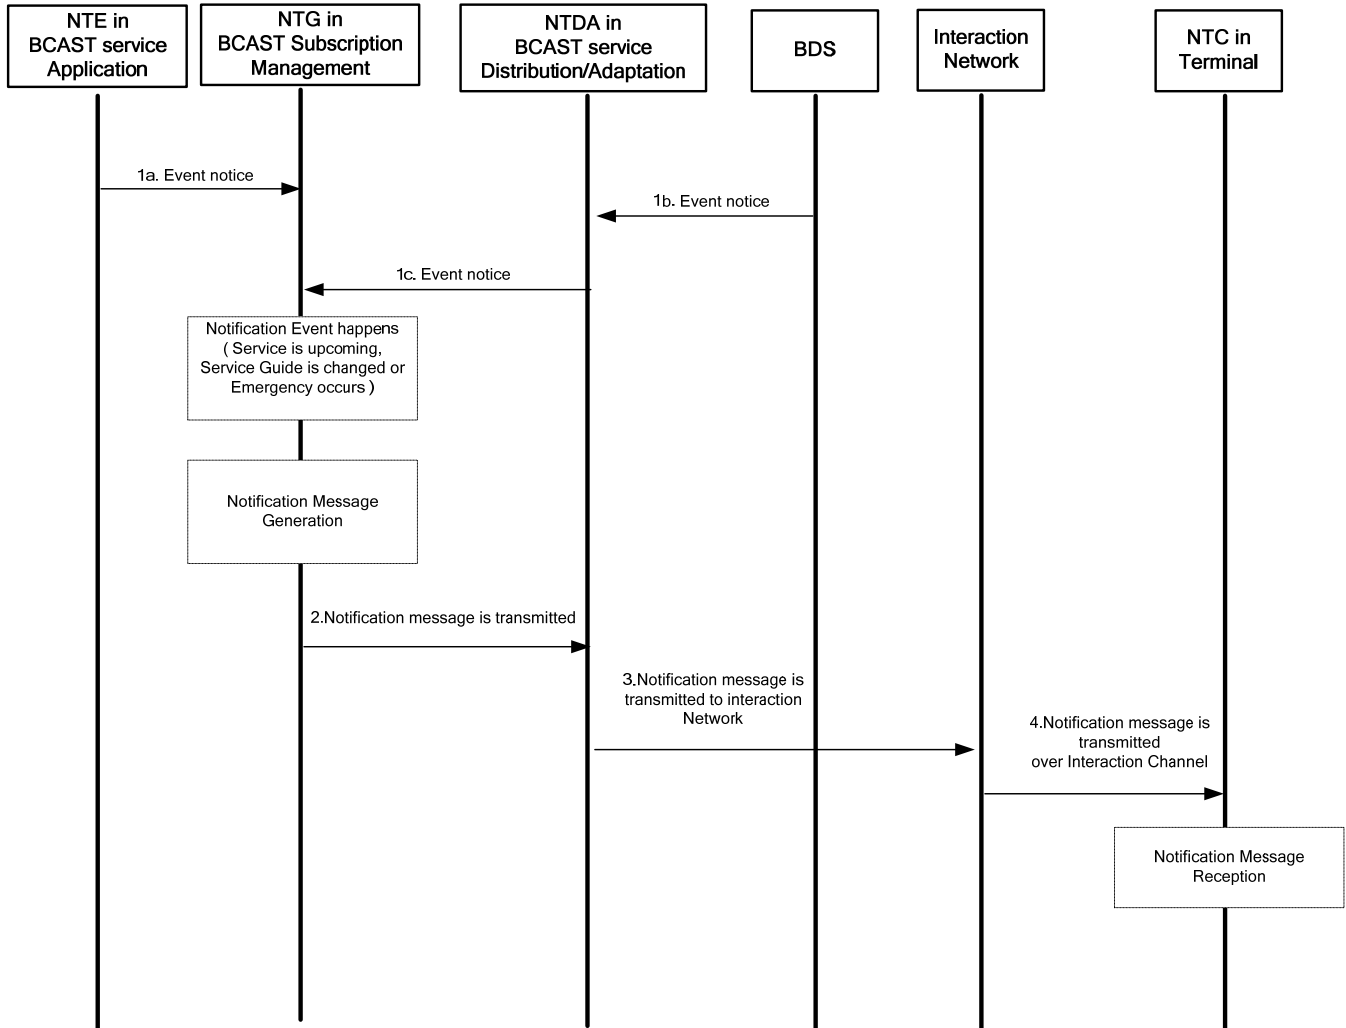 NTE in
BCAST service
Application
NTG in
BCAST Subscription
Management
NTDA in
BCAST service
Distribution/Adaptation
BDS
Interaction
Network
NTC in
Terminal
1a. Event notice
1b. Event notice
1c. Event notice
Notification Event happens
( Service is upcoming,
Service Guide is changed or
Emergency occurs )
Notification Message
Generation
2.Notification message is transmitted
3.Notification message is
transmitted to interaction
Network
4.Notification message is
transmitted
over Interaction Channel
Notification Message
Reception